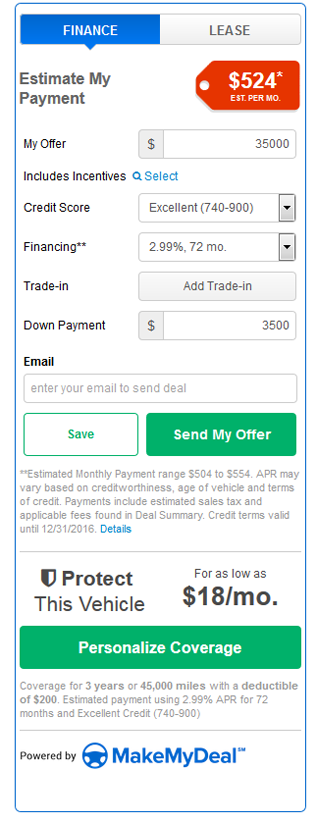 FINANCE
LEASE
Estimate My
Payment
$524*
EST. PER MO.
My Offer
$
35000
Includes Incentives
Select
Credit Score
Excellent (740-900)
Financing**
2.99%, 72 mo.
Trade-in
Add Trade-in
Down Payment
$
3500
Email
enter your email to send deal
Save
Send My Offer
**Estimated Monthly Payment range $504 to $554. APR may
vary based on creditworthiness, age of vehicle and terms
of credit. Payments include estimated sales tax and
applicable fees found in Deal Summary. Credit terms valid
until 12/31/2016. Details
Protect
This Vehicle
For as low as
$18/mo.
Personalize Coverage
Coverage for 3 years or 45,000 miles with a deductible
of $200. Estimated payment using 2.99% APR for 72
months and Excellent Credit (740-900)
Powered by MakeMyDeal℠